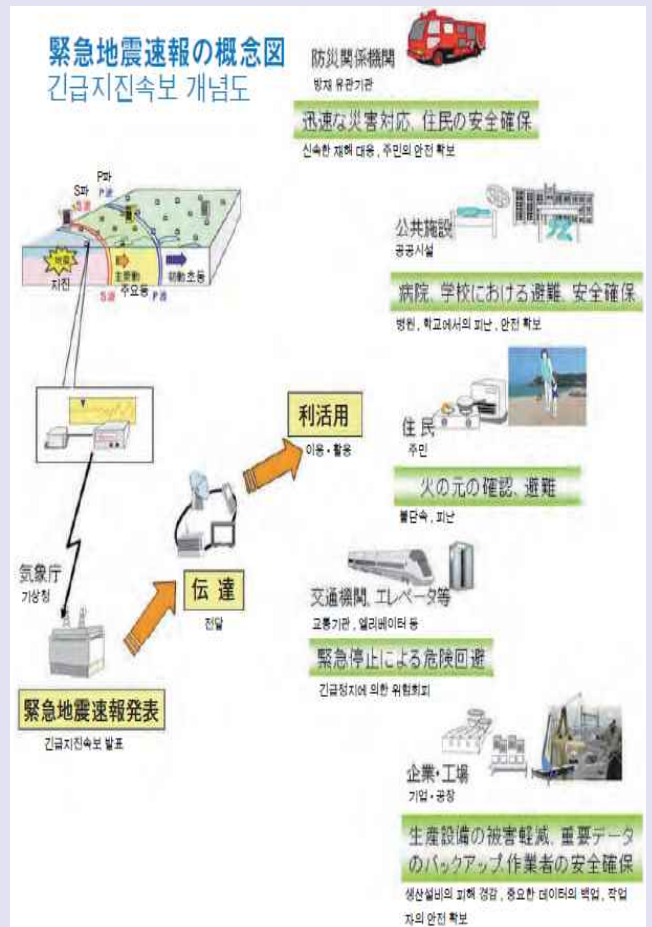 緊急地震速報の概念図
긴급지진속보 개념도
防災関係機関
방재 유관기관
迅速な災害対応、住民の安全確保
신속한 재해 대응, 주민의 안전 확보
P파
S파
P波
S波
地震
지진
主要動
주요동
初動 초동
S波
P波
公共施設
공공시설
病院、学校における避難、安全確保
병원, 학교에서의 피난, 안전 확보
利活用
이용·활용
住民
주민
火の元の確認、避難
불단속, 피난
気象庁
기상청
伝達
전달
交通機関、エレベータ等
교통기관, 엘리베이터 등
緊急停止による危険回避
긴급정지에 의한 위험회피
緊急地震速報発表
긴급지진속보 발표
企業・工場
기업·공장
生産設備の被害軽減、重要データ
のバックアップ、作業者の安全確保
생산설비의 피해 경감, 중요한 데이터의 백업, 작업
자의 안전 확보